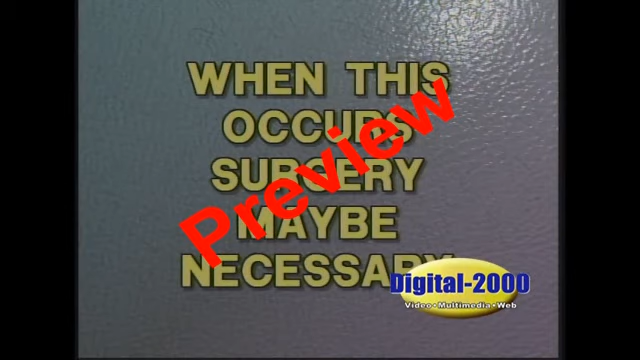 WHEN THIS
OCCURS
SURGERY
MAYBE
NECESSARY
Preview
Digital-2000
Video•Multimedia•Web